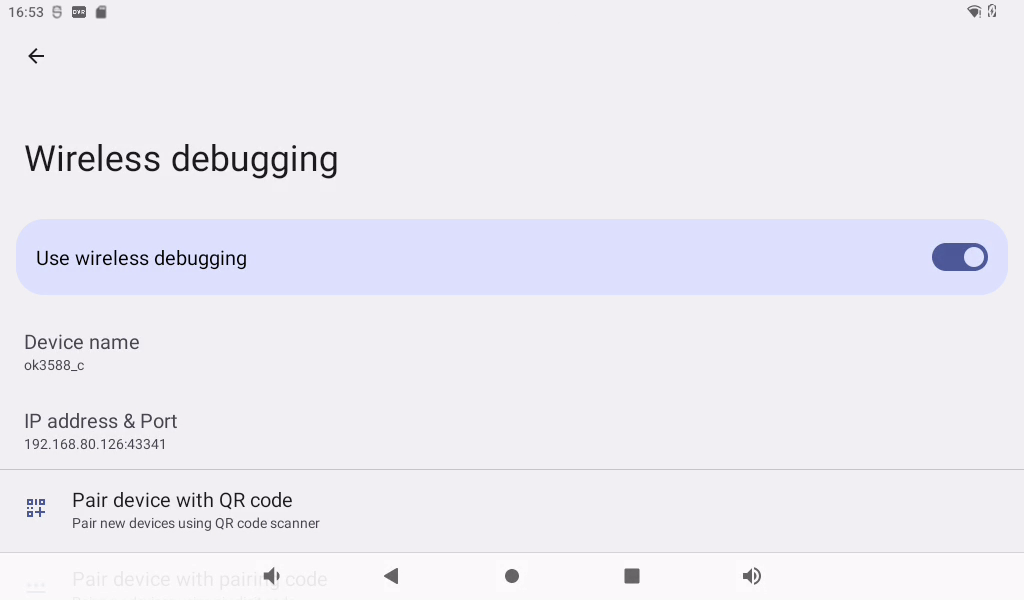 16:53
DVR
Wireless debugging
Use wireless debugging
Device name
ok3588_c
IP address & Port
192.168.80.126:43341
Pair device with QR code
Pair new devices using QR code scanner
Pair device with pairing code